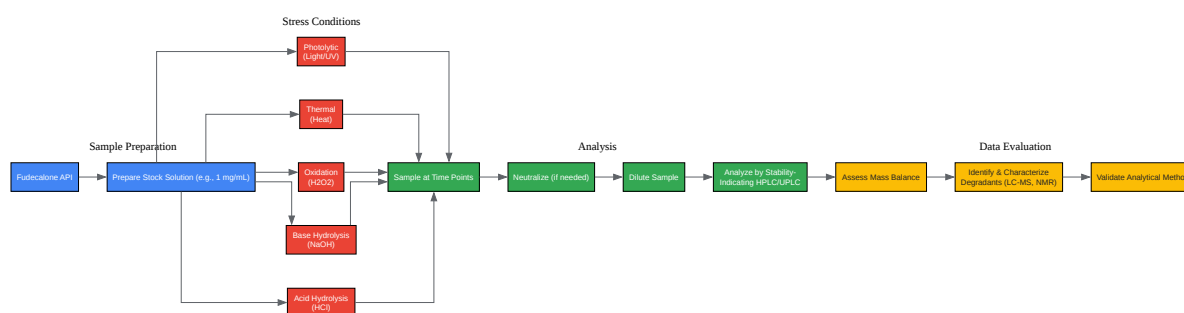 Stress Conditions
Photolytic
(Light/UV)
Thermal
(Heat)
Sample Preparation
Analysis
Data Evaluation
Fudecalone API
Prepare Stock Solution (e.g., 1 mg/mL)
Oxidation
(H2O2)
Sample at Time Points
Neutralize (if needed)
Dilute Sample
Analyze by Stability-
Indicating HPLC/UPLC
Assess Mass Balance
Identify & Characterize
Degradants (LC-MS, NMR)
Validate Analytical Metho
Base Hydrolysis
(NaOH)
Acid Hydrolysis
(HCl)